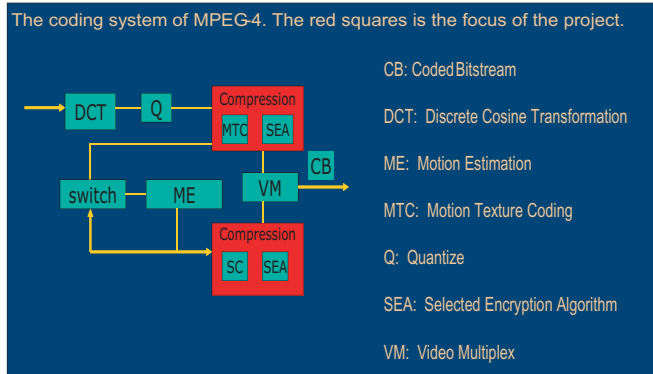 The coding system of MPEG-4. The red squares is the focus of the project.
CB: Coded Bitstream
DCT: Discrete Cosine Transformation
ME: Motion Estimation
MTC: Motion Texture Coding
Q: Quantize
SEA: Selected Encryption Algorithm
VM: Video Multiplex
DCT
Q
Compression
MTC
SEA
CB
switch
ME
VM
Compression
SC
SEA